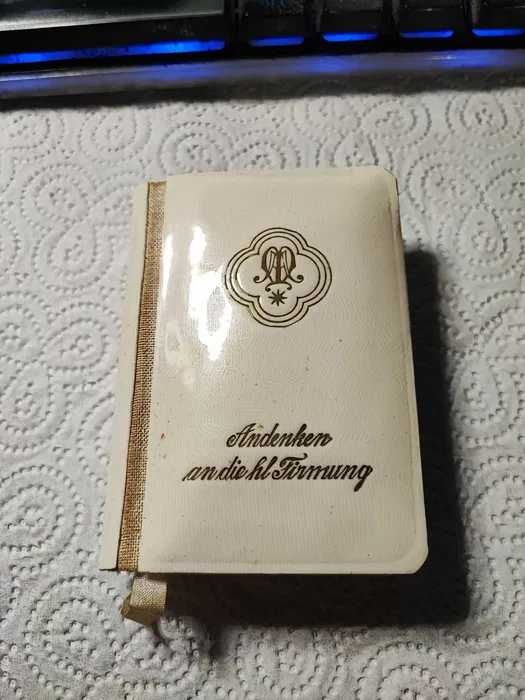 M
Andenken
an die hl Firmung